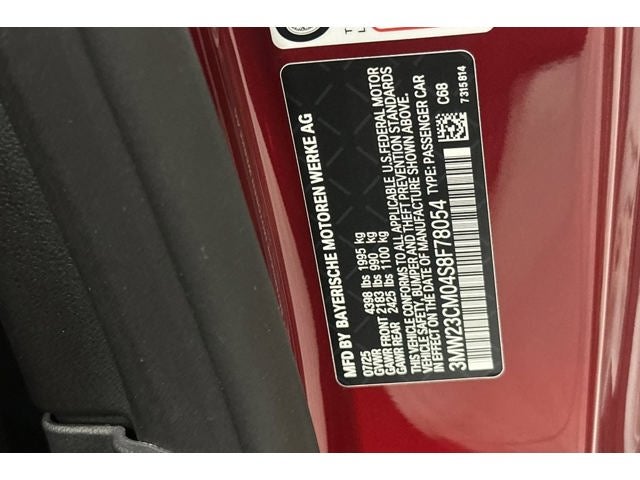 MFD BY BAYERISCHE MOTOREN WERKE AG
07/25 4398 lbs 1995 kg
GVWR
GAWR FRONT 2183 lbs 990 kg
GAWR REAR 2425 lbs 1100 kg
THIS VEHICLE CONFORMS TO ALL APPLICABLE U.S.FEDERAL MOTOR
VEHICLE SAFETY, BUMPER AND THEFT PREVENTION STANDARDS
IN EFFECT ON THE DATE OF MANUFACTURE SHOWN ABOVE.
3MW23CM04S8F78054 TYPE: PASSENGER CAR
C68
7315814